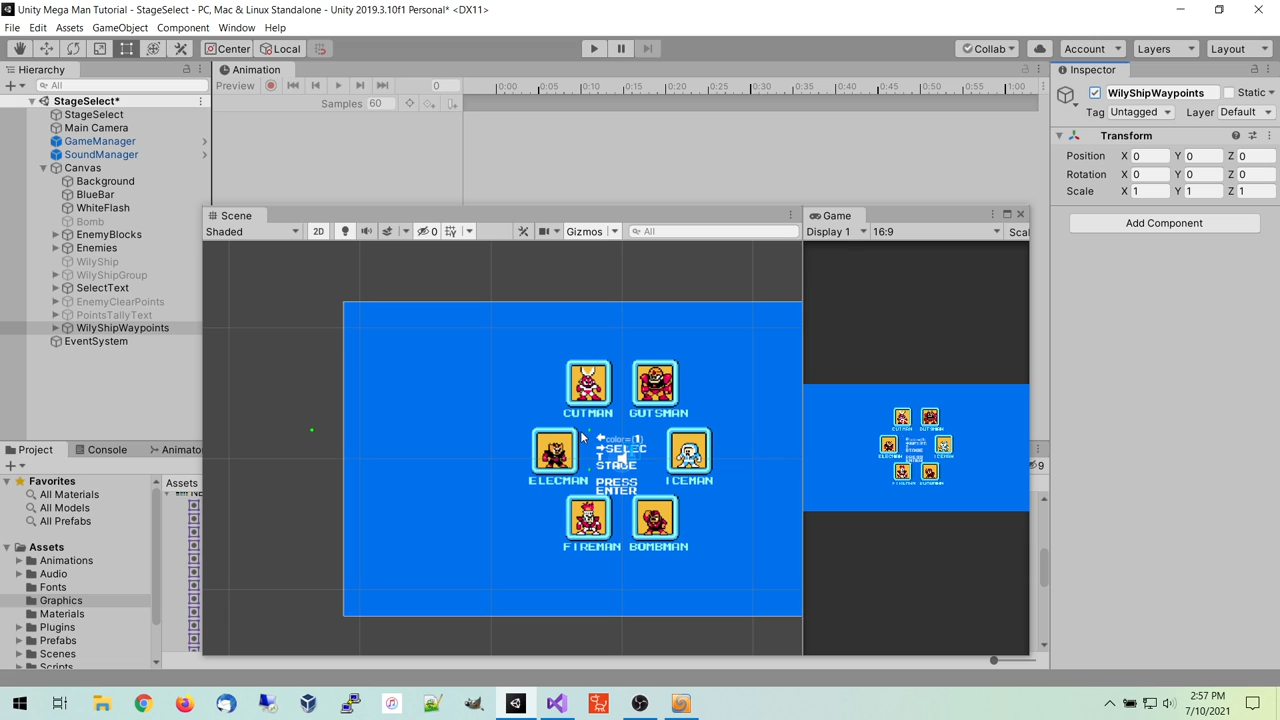 Unity Mega Man Tutorial - StageSelect - PC, Mac & Linux Standalone - Unity 2019.3.10f1 Personal* <DX11>
File Edit Assets GameObject Component Window Help
Center Local Collab Account Layers Layout
Hierarchy
All
StageSelect*
StageSelect
Main Camera
GameManager
SoundManager
Canvas
Background
BlueBar
WhiteFlash
Bomb
EnemyBlocks
Enemies
WilyShip
WilyShipGroup
SelectText
EnemyClearPoints
PointsTallyText
WilyShipWaypoints
EventSystem
Animation
Preview 0 0:00 0:05 0:10 0:15 0:20 0:25 0:30 0:35 0:40 0:45 0:50 0:55 1:00
Samples 60
Scene
Shaded 2D 0 Gizmos All
CUTMAN GUTSMAN
ELECMAN ICEMAN
FIREMAN BOMBMAN
PRESS
ENTER
STAGE
Game
Display 1 16:9 Scal
Inspector
WilyShipWaypoints Static
Tag Untagged Layer Default
Transform
Position X 0 Y 0 Z 0
Rotation X 0 Y 0 Z 0
Scale X 1 Y 1 Z 1
Add Component
Project Console Animato
9
Favorites
All Materials
All Models
All Prefabs
Assets
Animations
Audio
Fonts
Graphics
Materials
Plugins
Prefabs
Scenes
Scripts
Assets
2:57 PM
7/10/2021